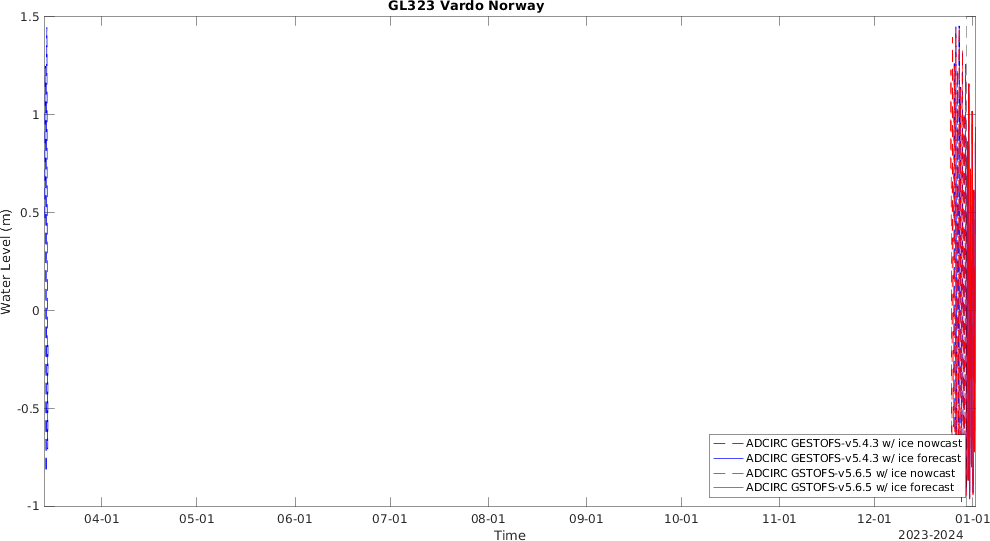 GL323 Vardo Norway
1.5
1
0.5
0
-0.5
-1
Water Level (m)
ADCIRC GESTOFS-v5.4.3 w/ ice nowcast
ADCIRC GESTOFS-v5.4.3 w/ ice forecast
ADCIRC GSTOFS-v5.6.5 w/ ice nowcast
ADCIRC GSTOFS-v5.6.5 w/ ice forecast
04-01 05-01 06-01 07-01 08-01 09-01 10-01 11-01 12-01 01-01
2023-2024
Time